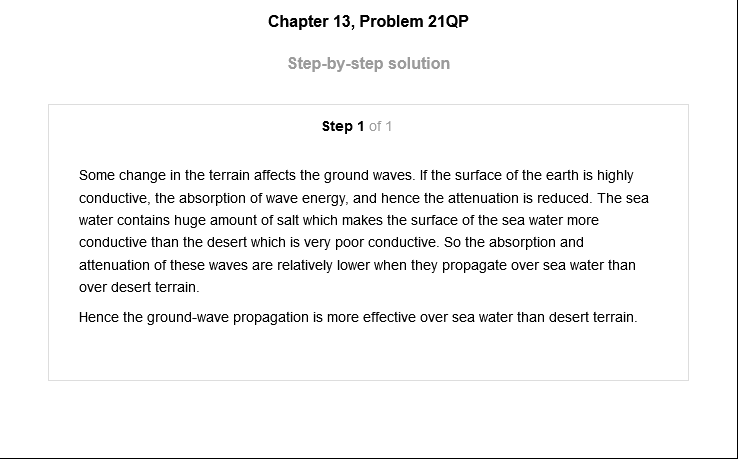 Chapter 13, Problem 21QP
Step-by-step solution
Step 1 of 1
Some change in the terrain affects the ground waves. If the surface of the earth is highly
conductive, the absorption of wave energy, and hence the attenuation is reduced. The sea
water contains huge amount of salt which makes the surface of the sea water more
conductive than the desert which is very poor conductive. So the absorption and
attenuation of these waves are relatively lower when they propagate over sea water than
over desert terrain.
Hence the ground-wave propagation is more effective over sea water than desert terrain.